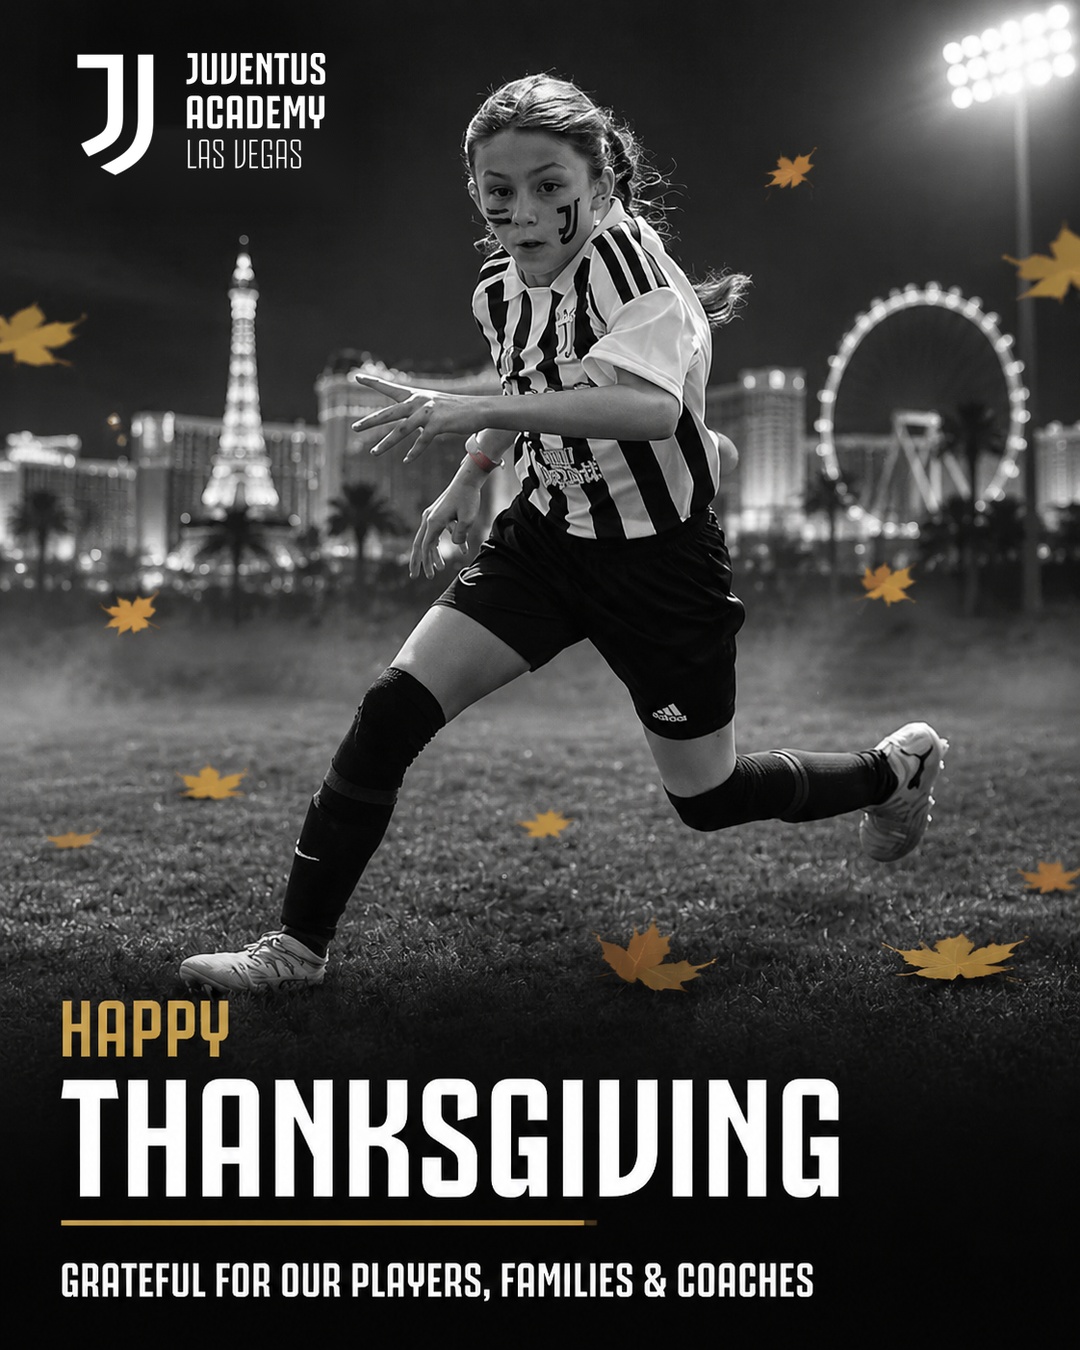 JUVENTUS
ACADEMY
LAS VEGAS
HAPPY
THANKSGIVING
GRATEFUL FOR OUR PLAYERS, FAMILIES & COACHES